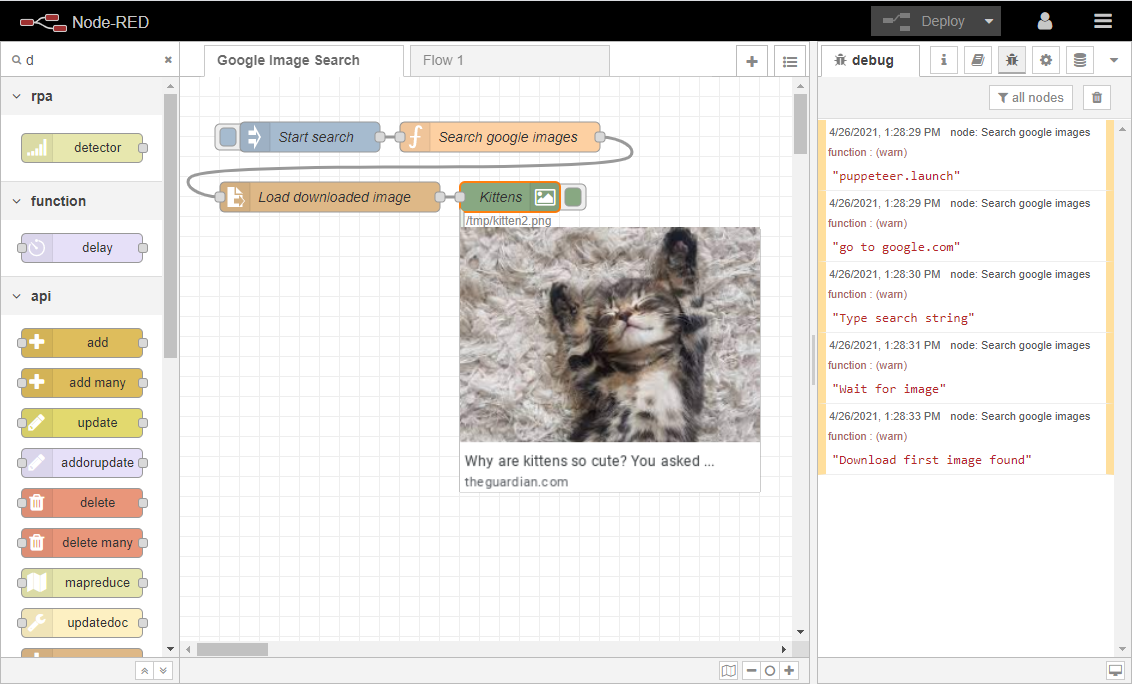 Node-RED
Deploy
d
rpa
detector
function
delay
api
add
add many
update
addorupdate
delete
delete many
mapreduce
updatedoc
Google Image Search
Flow 1
Start search
Search google images
Load downloaded image
Kittens
/tmp/kitten2.png
Why are kittens so cute? You asked ...
theguardian.com
debug
all nodes
4/26/2021, 1:28:29 PM node: Search google images
function : (warn)
"puppeteer.launch"
4/26/2021, 1:28:29 PM node: Search google images
function : (warn)
"go to google.com"
4/26/2021, 1:28:30 PM node: Search google images
function : (warn)
"Type search string"
4/26/2021, 1:28:31 PM node: Search google images
function : (warn)
"Wait for image"
4/26/2021, 1:28:33 PM node: Search google images
function : (warn)
"Download first image found"